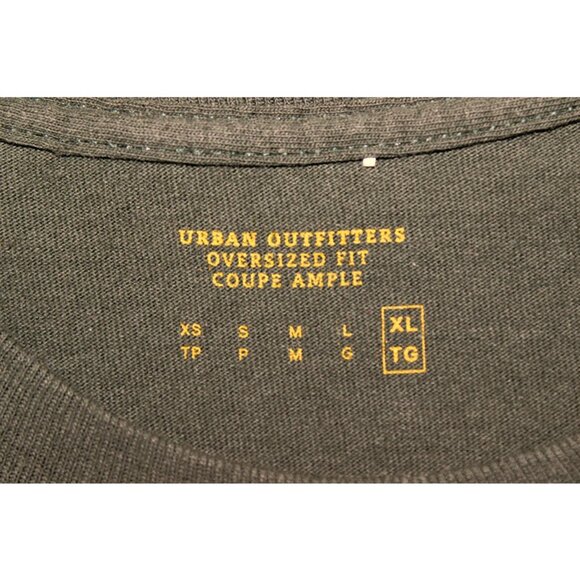 URBAN OUTFITTERS
OVERSIZED FIT
COUPE AMPLE
XS S M L XL
TP P M G TG